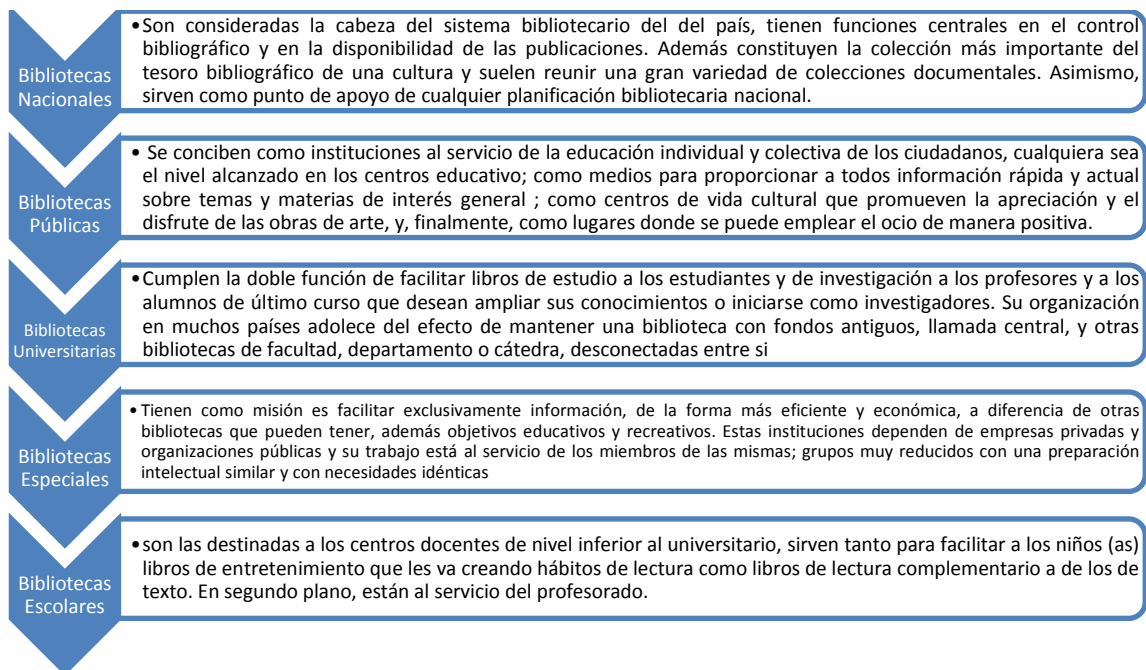 Bibliotecas
Nacionales
•Son consideradas la cabeza del sistema bibliotecario del del país, tienen funciones centrales en el control
bibliográfico y en la disponibilidad de las publicaciones. Además constituyen la colección más importante del
tesoro bibliográfico de una cultura y suelen reunir una gran variedad de colecciones documentales. Asimismo,
sirven como punto de apoyo de cualquier planificación bibliotecaria nacional.
Bibliotecas
Públicas
• Se conciben como instituciones al servicio de la educación individual y colectiva de los ciudadanos, cualquiera sea
el nivel alcanzado en los centros educativo; como medios para proporcionar a todos información rápida y actual
sobre temas y materias de interés general ; como centros de vida cultural que promueven la apreciación y el
disfrute de las obras de arte, y, finalmente, como lugares donde se puede emplear el ocio de manera positiva.
Bibliotecas
Universitarias
•Cumplen la doble función de facilitar libros de estudio a los estudiantes y de investigación a los profesores y a los
alumnos de último curso que desean ampliar sus conocimientos o iniciarse como investigadores. Su organización
en muchos países adolece del efecto de mantener una biblioteca con fondos antiguos, llamada central, y otras
bibliotecas de facultad, departamento o cátedra, desconectadas entre si
Bibliotecas
Especiales
• Tienen como misión es facilitar exclusivamente información, de la forma más eficiente y económica, a diferencia de otras
bibliotecas que pueden tener, además objetivos educativos y recreativos. Estas instituciones dependen de empresas privadas y
organizaciones públicas y su trabajo está al servicio de los miembros de las mismas; grupos muy reducidos con una preparación
intelectual similar y con necesidades idénticas
Bibliotecas
Escolares
•son las destinadas a los centros docentes de nivel inferior al universitario, sirven tanto para facilitar a los niños (as)
libros de entretenimiento que les va creando hábitos de lectura como libros de lectura complementario a de los de
texto. En segundo plano, están al servicio del profesorado.